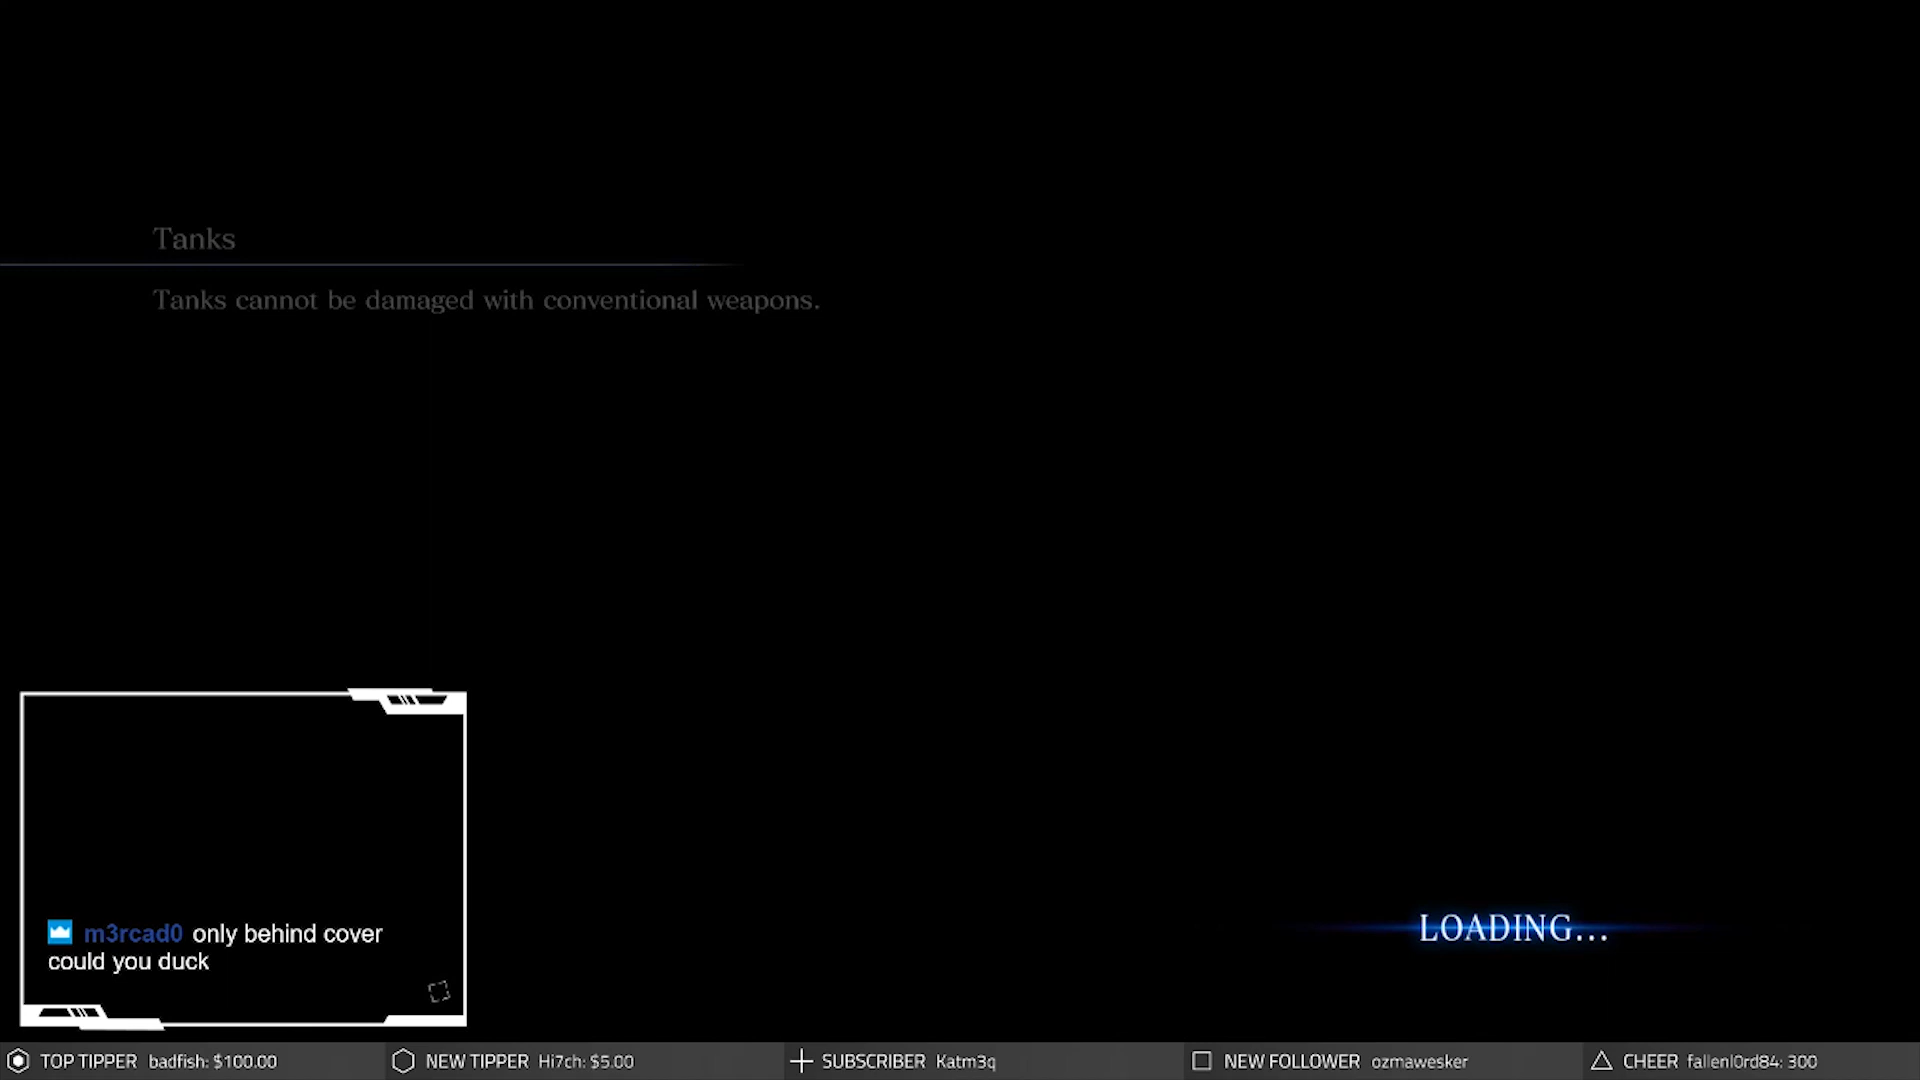 Tanks
Tanks cannot be damaged with conventional weapons.
m3rcad0 only behind cover
could you duck
LOADING...
TOP TIPPER badfish: $100.00
NEW TIPPER Hi7ch: $5.00
SUBSCRIBER Katm3q
NEW FOLLOWER ozmawesker
CHEER fallenl0rd84: 300